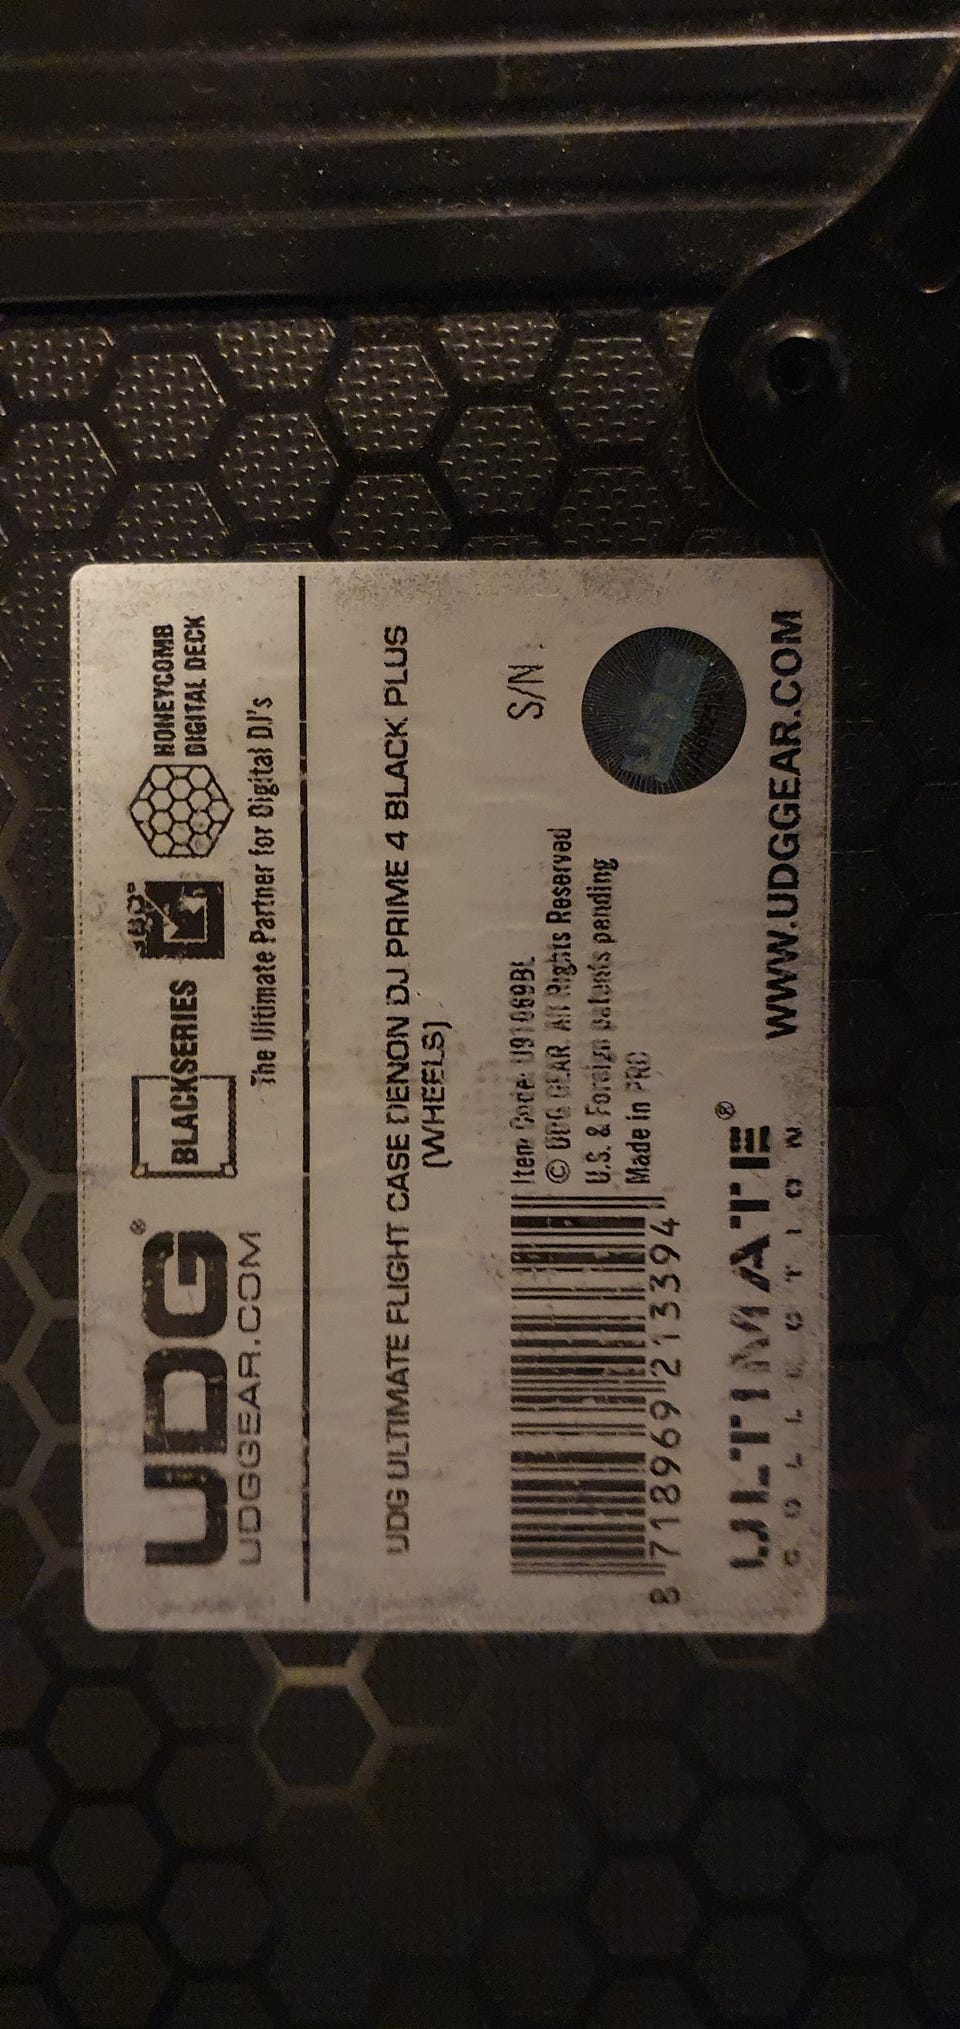 UDG®
UDGGEAR.COM
BLACKSERIES
360°
HONEYCOMB
DIGITAL DECK
The Ultimate Partner for Digital DJ's
UDG ULTIMATE FLIGHT CASE DENON DJ PRIME 4 BLACK PLUS
(WHEELS)
Item Code: U91069BL
© UDG GEAR. All Rights Reserved
U.S. & Foreign patents pending
Made in PRC
S/N
8 718969 213394
ULTIMATE®
COLLECTION
WWW.UDGGEAR.COM